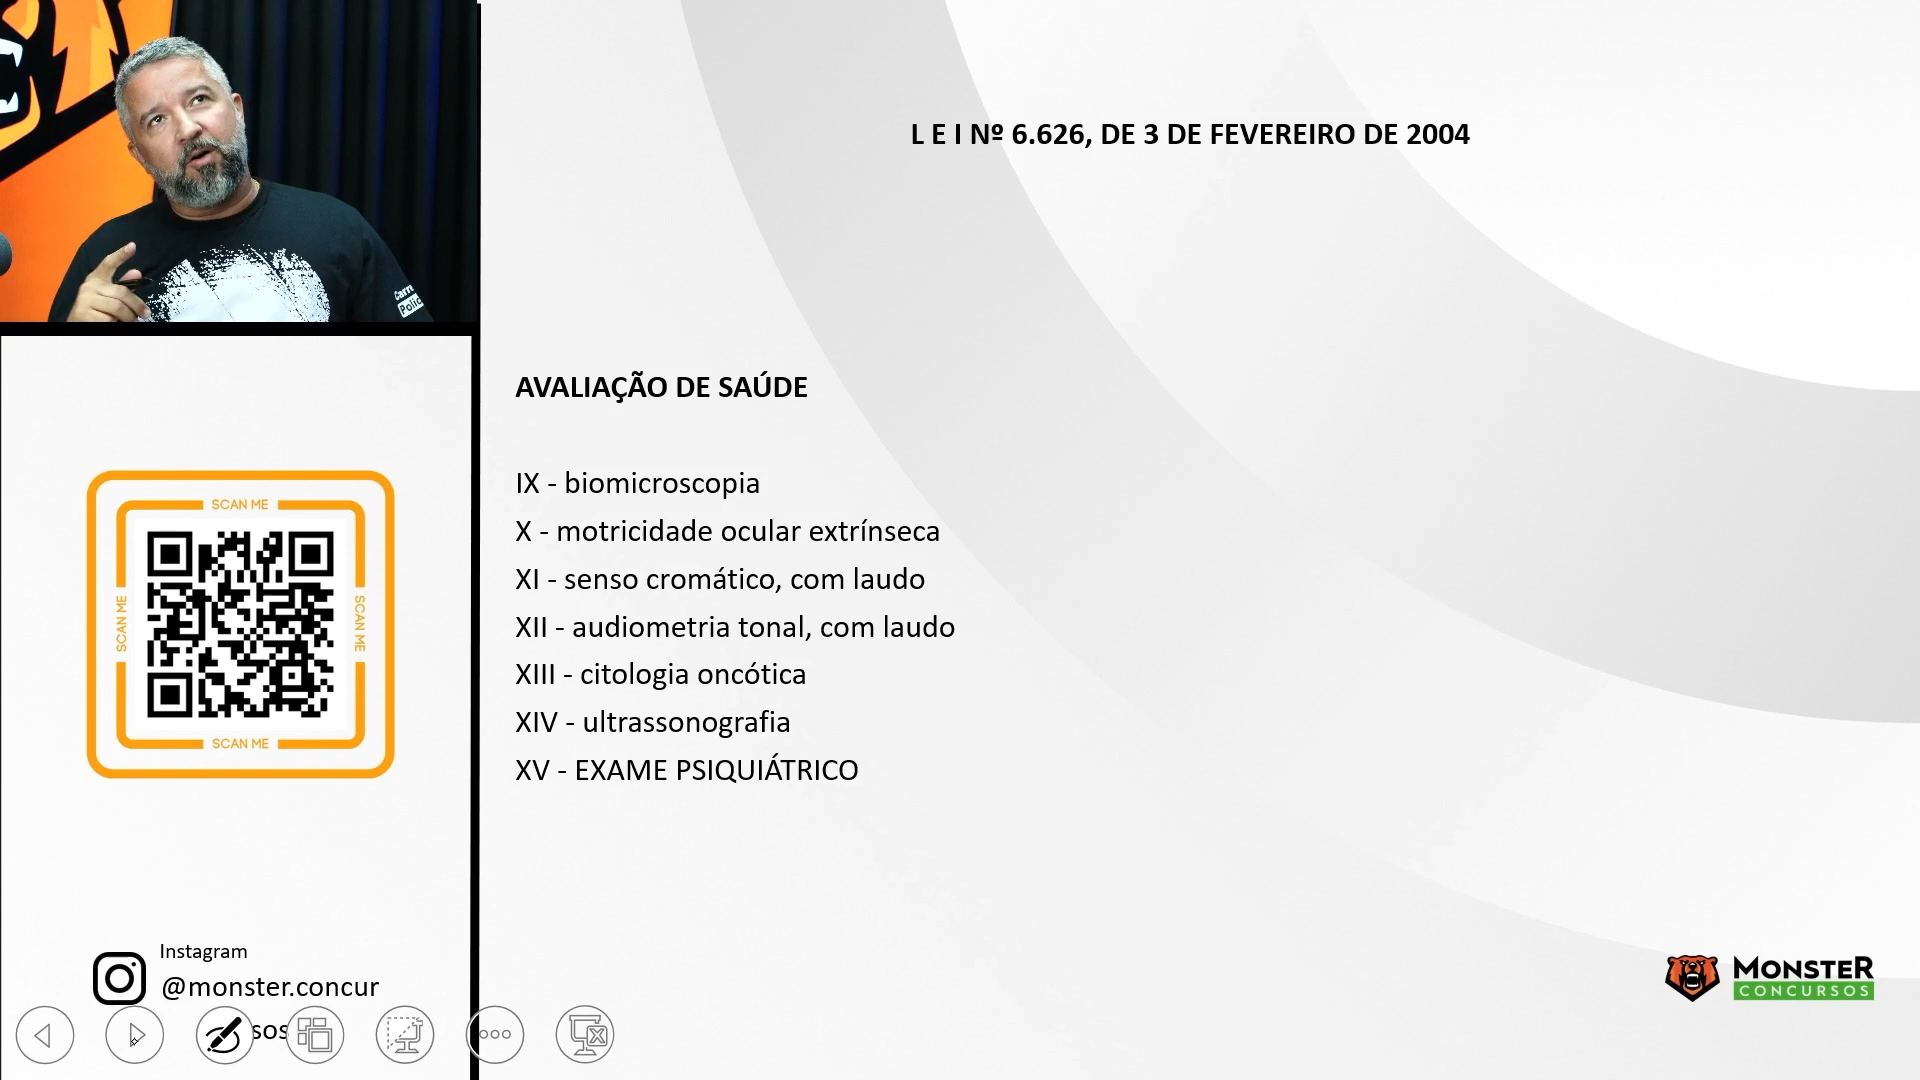 L E I Nº 6.626, DE 3 DE FEVEREIRO DE 2004
AVALIAÇÃO DE SAÚDE
IX - biomicroscopia
X - motricidade ocular extrínseca
XI - senso cromático, com laudo
XII - audiometria tonal, com laudo
XIII - citologia oncótica
XIV - ultrassonografia
XV - EXAME PSIQUIÁTRICO
SCAN ME
SCAN ME
SCAN ME
SCAN ME
Instagram
@monster.concur
sos
MONSTER
CONCURSOS